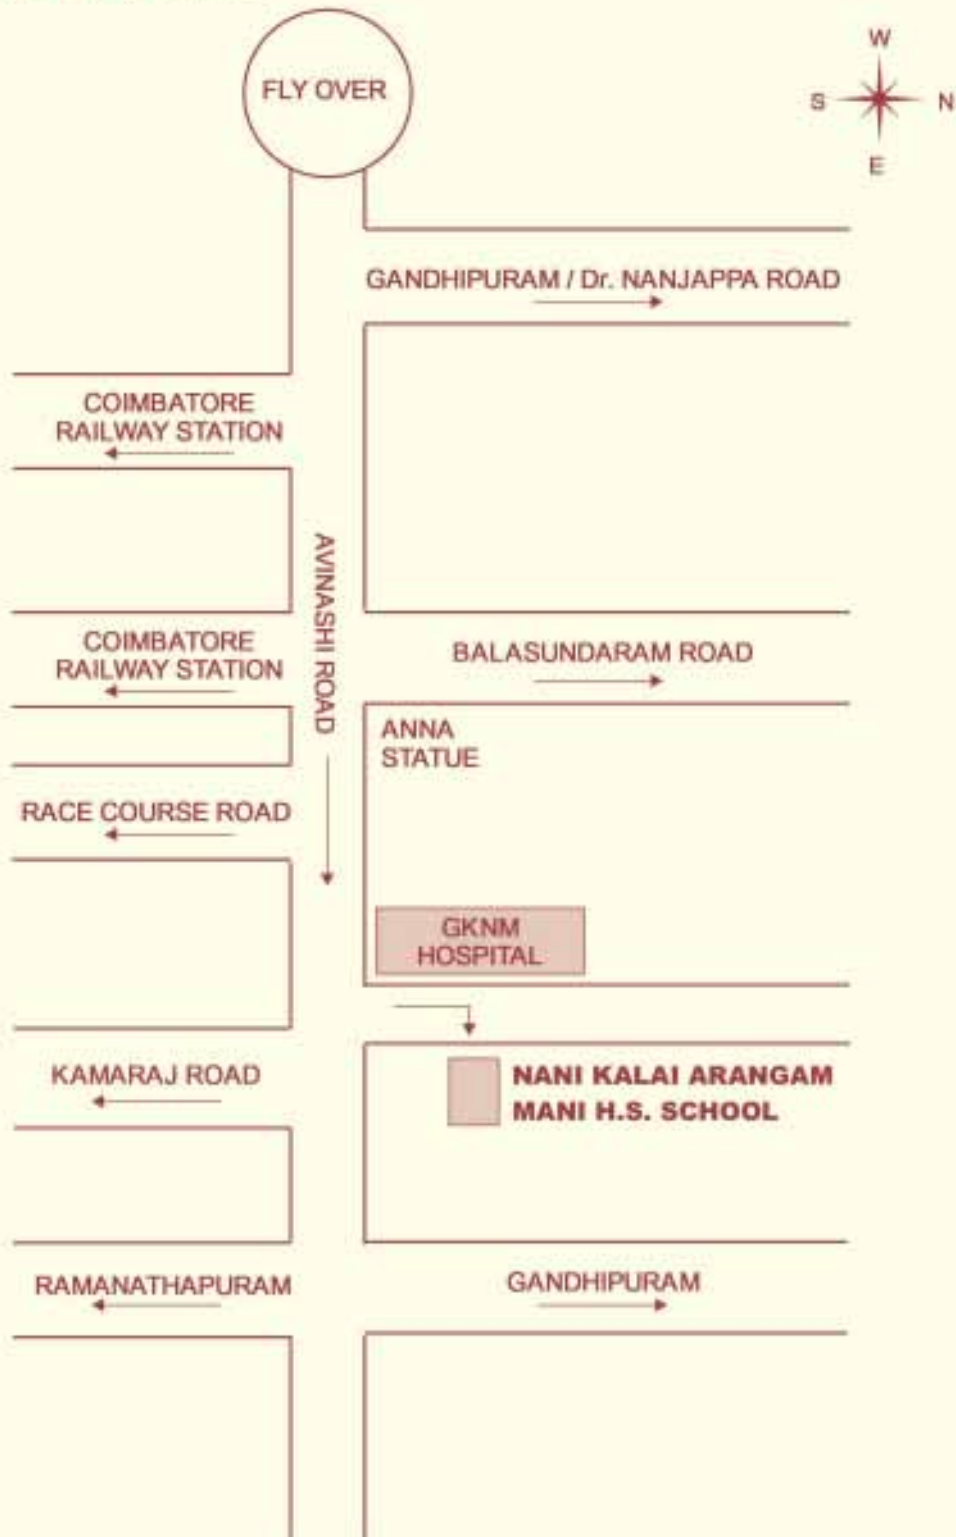 FLY OVER
W
S
N
E
GANDHIPURAM / Dr. NANJAPPA ROAD
COIMBATORE
RAILWAY STATION
AVINASHI ROAD
COIMBATORE
RAILWAY STATION
BALASUNDARAM ROAD
ANNA
STATUE
RACE COURSE ROAD
GKNM
HOSPITAL
KAMARAJ ROAD
NANI KALAI ARANGAM
MANI H.S. SCHOOL
RAMANATHAPURAM
GANDHIPURAM